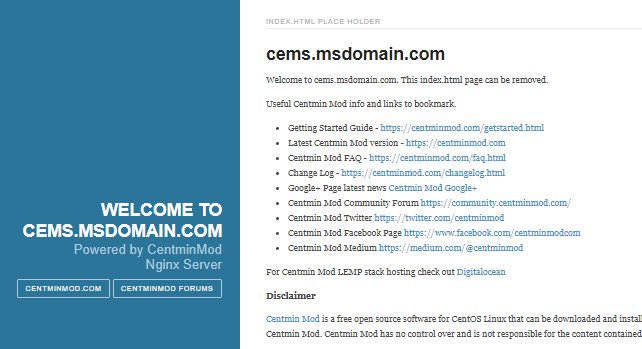 WELCOME TO
CEMS.MSDOMAIN.COM
Powered by CentminMod
Nginx Server
CENTMINMOD.COM
CENTMINMOD FORUMS
INDEX.HTML PLACE HOLDER
cems.msdomain.com
Welcome to cems.msdomain.com. This index.html page can be removed.
Useful Centmin Mod info and links to bookmark.
• Getting Started Guide - https://centminmod.com/getstarted.html
• Latest Centmin Mod version - https://centminmod.com
• Centmin Mod FAQ - https://centminmod.com/faq.html
• Change Log - https://centminmod.com/changelog.html
• Google+ Page latest news Centmin Mod Google+
• Centmin Mod Community Forum https://community.centminmod.com/
• Centmin Mod Twitter https://twitter.com/centminmod
• Centmin Mod Facebook Page https://www.facebook.com/centminmodcom
• Centmin Mod Medium https://medium.com/@centminmod
For Centmin Mod LEMP stack hosting check out Digitalocean
Disclaimer
Centmin Mod is a free open source software for CentOS Linux that can be downloaded and instal
Centmin Mod. Centmin Mod has no control over and is not responsible for the content contained